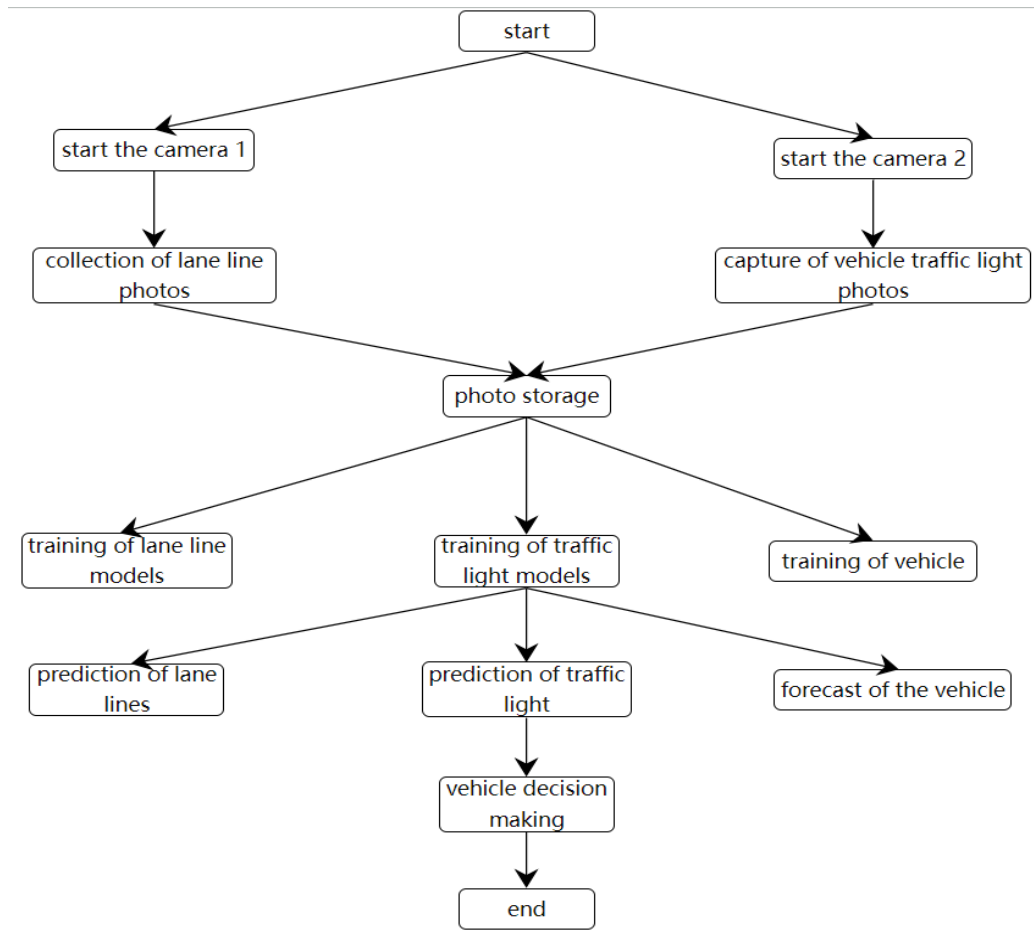 start
start the camera 1
start the camera 2
collection of lane line
photos
capture of vehicle traffic light
photos
photo storage
training of lane line
models
training of traffic
light models
training of vehicle
prediction of lane
lines
prediction of traffic
light
forecast of the vehicle
vehicle decision
making
end